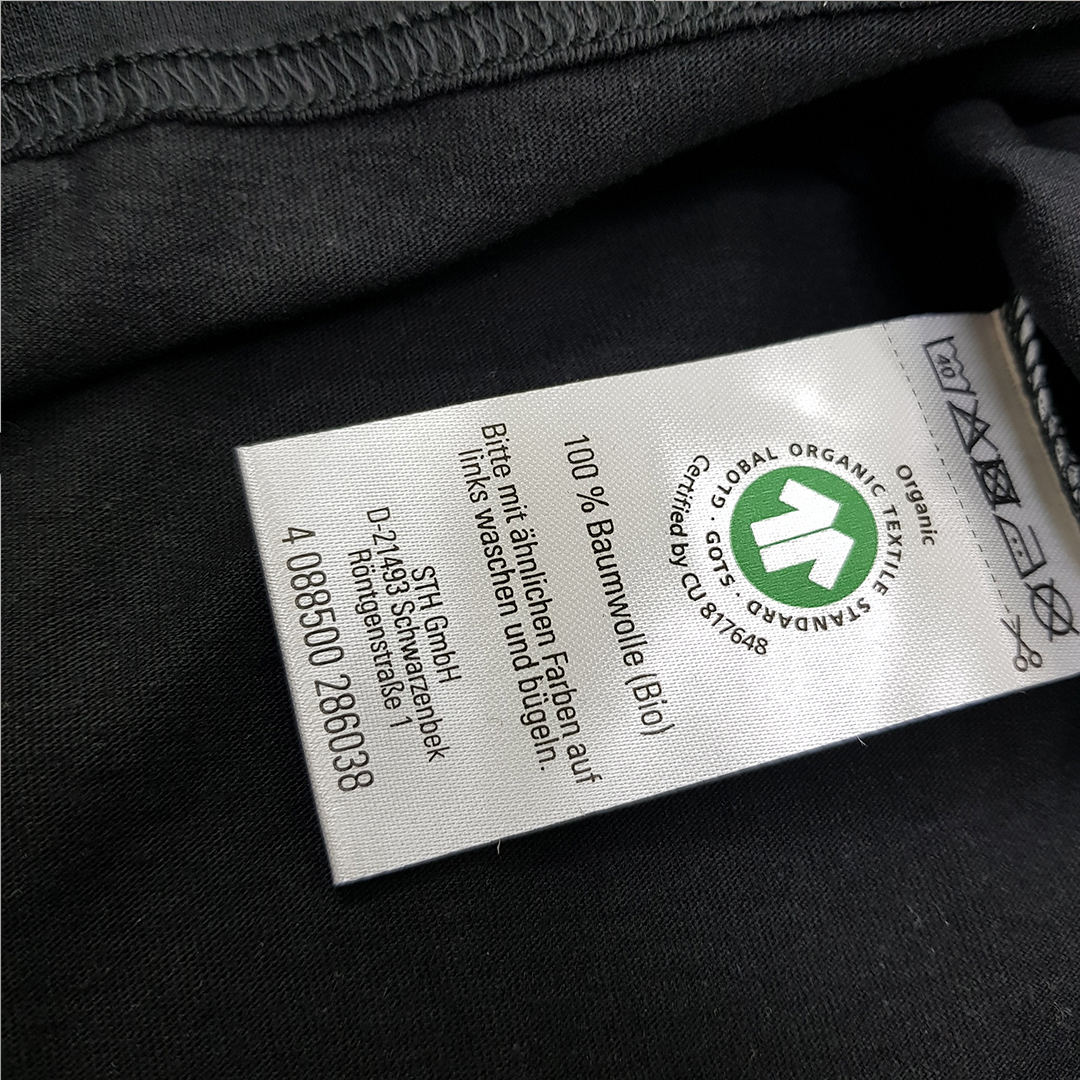 40
Organic
GLOBAL ORGANIC TEXTILE STANDARD · GOTS ·
Certified by CU 817648
100 % Baumwolle (Bio)
Bitte mit ähnlichen Farben auf
links waschen und bügeln.
STH GmbH
D-21493 Schwarzenbek
Röntgenstraße 1
4 088500 286038